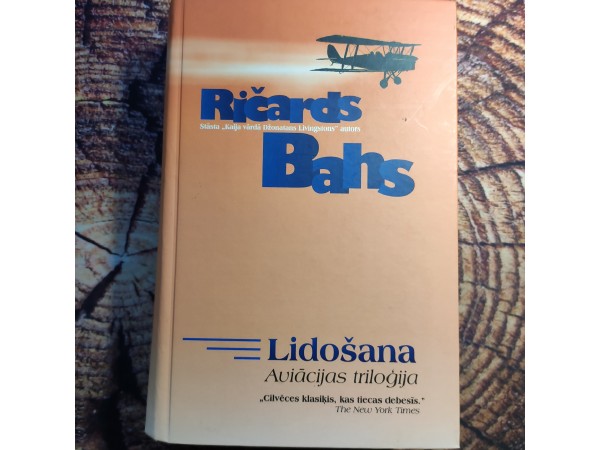 Ričards
Stāsta „Kaija vārdā Džonatans Livingstons" autors
Bahs
Lidošana
Aviācijas triloģija
„Cilvēces klasiķis, kas tiecas debesīs."
The New York Times